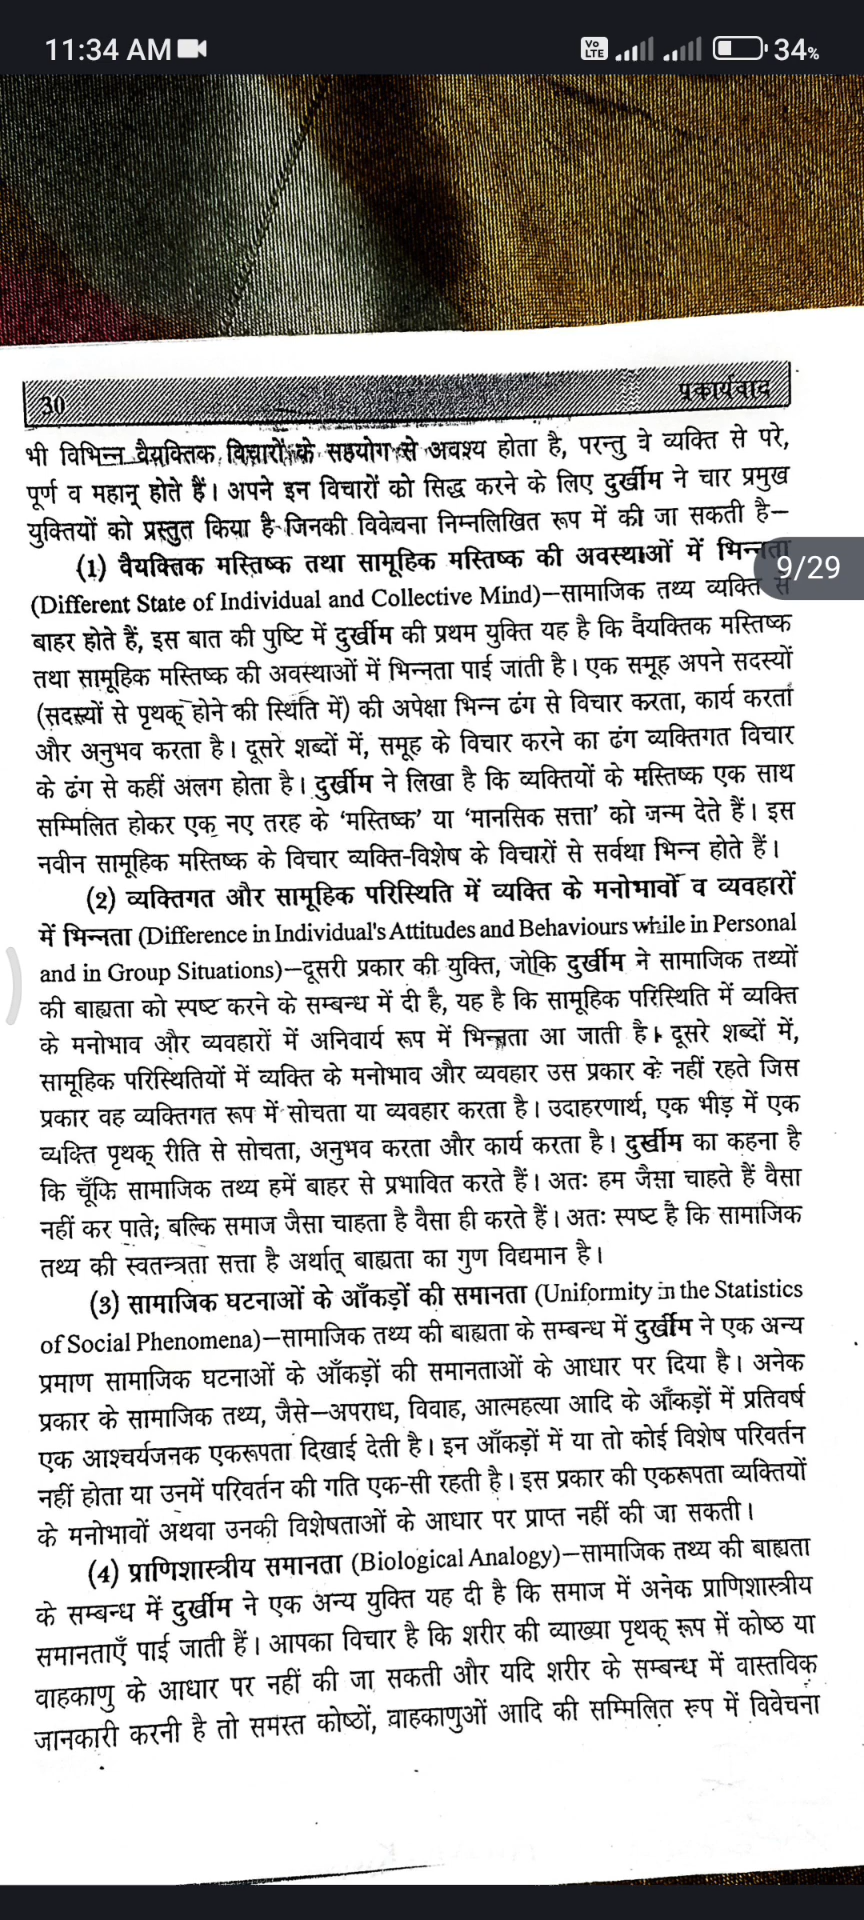 11:34 AM
Vo LTE 34%
30 प्रकार्यवाद
भी विभिन्न वैयक्तिक विचारों के सहयोग से अवश्य होता है, परन्तु वे व्यक्ति से परे,
पूर्ण व महान् होते हैं। अपने इन विचारों को सिद्ध करने के लिए दुर्खीम ने चार प्रमुख
युक्तियों को प्रस्तुत किया है जिनकी विवेचना निम्नलिखित रूप में की जा सकती है—
(1) वैयक्तिक मस्तिष्क तथा सामूहिक मस्तिष्क की अवस्थाओं में भिन्नता
9/29
(Different State of Individual and Collective Mind)—सामाजिक तथ्य व्यक्ति से
बाहर होते हैं, इस बात की पुष्टि में दुर्खीम की प्रथम युक्ति यह है कि वैयक्तिक मस्तिष्क
तथा सामूहिक मस्तिष्क की अवस्थाओं में भिन्नता पाई जाती है। एक समूह अपने सदस्यों
(सदस्यों से पृथक् होने की स्थिति में) की अपेक्षा भिन्न ढंग से विचार करता, कार्य करता
और अनुभव करता है। दूसरे शब्दों में, समूह के विचार करने का ढंग व्यक्तिगत विचार
के ढंग से कहीं अलग होता है। दुर्खीम ने लिखा है कि व्यक्तियों के मस्तिष्क एक साथ
सम्मिलित होकर एक नए तरह के ‘मस्तिष्क’ या ‘मानसिक सत्ता’ को जन्म देते हैं। इस
नवीन सामूहिक मस्तिष्क के विचार व्यक्ति-विशेष के विचारों से सर्वथा भिन्न होते हैं।
(2) व्यक्तिगत और सामूहिक परिस्थिति में व्यक्ति के मनोभावों व व्यवहारों
में भिन्नता (Difference in Individual's Attitudes and Behaviours while in Personal
and in Group Situations)—दूसरी प्रकार की युक्ति, जोकि दुर्खीम ने सामाजिक तथ्यों
की बाह्यता को स्पष्ट करने के सम्बन्ध में दी है, यह है कि सामूहिक परिस्थिति में व्यक्ति
के मनोभाव और व्यवहारों में अनिवार्य रूप में भिन्नता आ जाती है। दूसरे शब्दों में,
सामूहिक परिस्थितियों में व्यक्ति के मनोभाव और व्यवहार उस प्रकार के नहीं रहते जिस
प्रकार वह व्यक्तिगत रूप में सोचता या व्यवहार करता है। उदाहरणार्थ, एक भीड़ में एक
व्यक्ति पृथक् रीति से सोचता, अनुभव करता और कार्य करता है। दुर्खीम का कहना है
कि चूँकि सामाजिक तथ्य हमें बाहर से प्रभावित करते हैं। अतः हम जैसा चाहते हैं वैसा
नहीं कर पाते; बल्कि समाज जैसा चाहता है वैसा ही करते हैं। अतः स्पष्ट है कि सामाजिक
तथ्य की स्वतन्त्रता सत्ता है अर्थात् बाह्यता का गुण विद्यमान है।
(3) सामाजिक घटनाओं के आँकड़ों की समानता (Uniformity in the Statistics
of Social Phenomena)—सामाजिक तथ्य की बाह्यता के सम्बन्ध में दुर्खीम ने एक अन्य
प्रमाण सामाजिक घटनाओं के आँकड़ों की समानताओं के आधार पर दिया है। अनेक
प्रकार के सामाजिक तथ्य, जैसे—अपराध, विवाह, आत्महत्या आदि के आँकड़ों में प्रतिवर्ष
एक आश्चर्यजनक एकरूपता दिखाई देती है। इन आँकड़ों में या तो कोई विशेष परिवर्तन
नहीं होता या उनमें परिवर्तन की गति एक-सी रहती है। इस प्रकार की एकरूपता व्यक्तियों
के मनोभावों अथवा उनकी विशेषताओं के आधार पर प्राप्त नहीं की जा सकती।
(4) प्राणिशास्त्रीय समानता (Biological Analogy)—सामाजिक तथ्य की बाह्यता
के सम्बन्ध में दुर्खीम ने एक अन्य युक्ति यह दी है कि समाज में अनेक प्राणिशास्त्रीय
समानताएँ पाई जाती हैं। आपका विचार है कि शरीर की व्याख्या पृथक् रूप में कोष्ठ या
वाहकाणु के आधार पर नहीं की जा सकती और यदि शरीर के सम्बन्ध में वास्तविक
जानकारी करनी है तो समस्त कोष्ठों, वाहकाणुओं आदि की सम्मिलित रूप में विवेचना